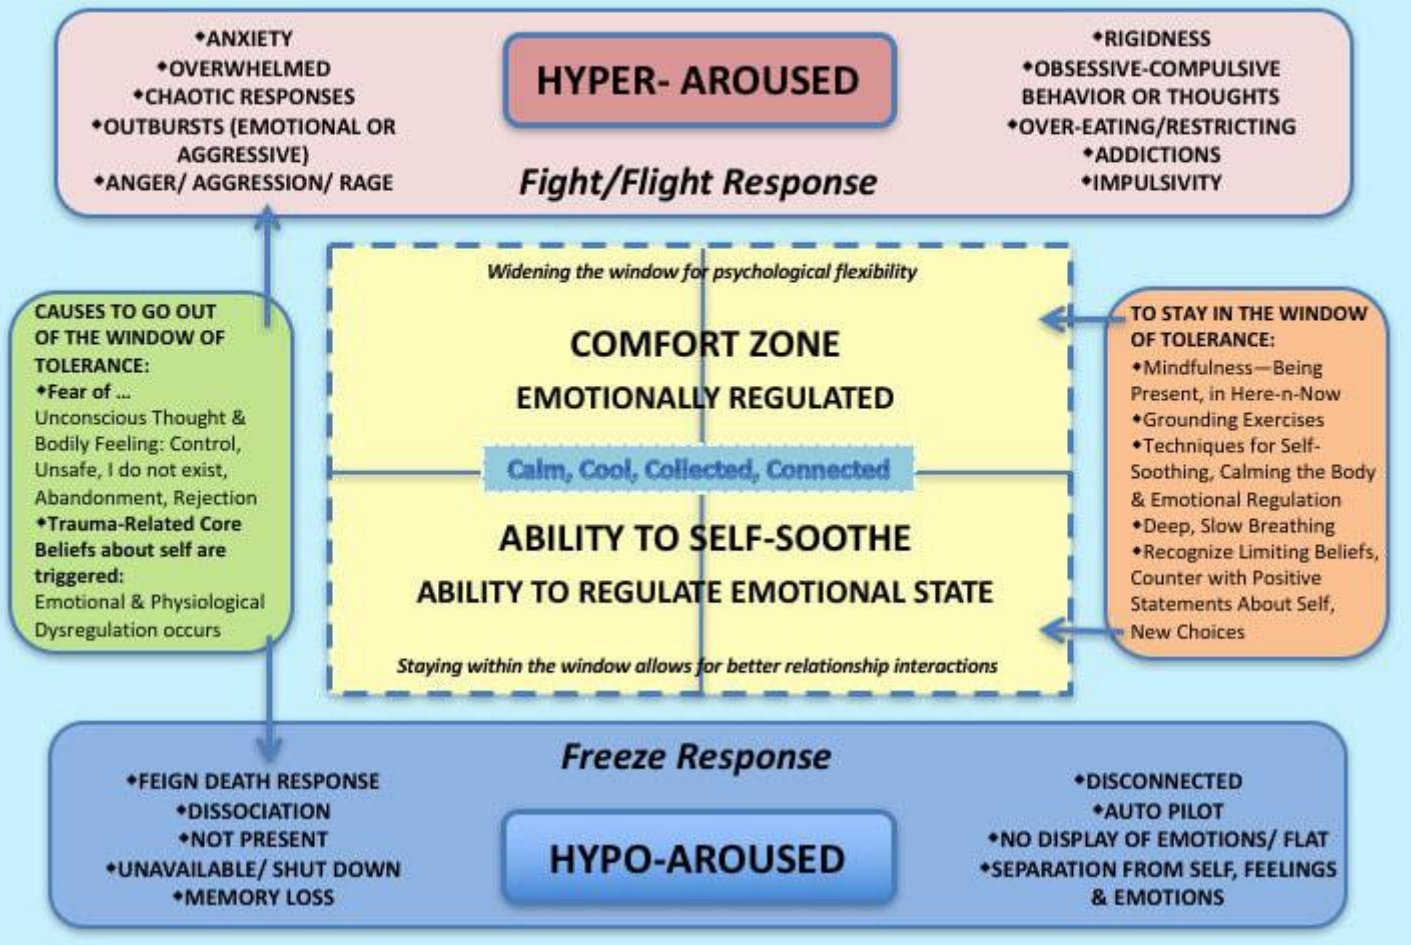 ◆ANXIETY
◆OVERWHELMED
◆CHAOTIC RESPONSES
◆OUTBURSTS (EMOTIONAL OR
AGGRESSIVE)
◆ANGER/ AGGRESSION/ RAGE
HYPER- AROUSED
Fight/Flight Response
◆RIGIDNESS
◆OBSESSIVE-COMPULSIVE
BEHAVIOR OR THOUGHTS
◆OVER-EATING/RESTRICTING
◆ADDICTIONS
◆IMPULSIVITY
CAUSES TO GO OUT
OF THE WINDOW OF
TOLERANCE:
◆Fear of …
Unconscious Thought &
Bodily Feeling: Control,
Unsafe, I do not exist,
Abandonment, Rejection
◆Trauma-Related Core
Beliefs about self are
triggered:
Emotional & Physiological
Dysregulation occurs
Widening the window for psychological flexibility
COMFORT ZONE
EMOTIONALLY REGULATED
Calm, Cool, Collected, Connected
ABILITY TO SELF-SOOTHE
ABILITY TO REGULATE EMOTIONAL STATE
Staying within the window allows for better relationship interactions
TO STAY IN THE WINDOW
OF TOLERANCE:
◆Mindfulness—Being
Present, in Here-n-Now
◆Grounding Exercises
◆Techniques for Self-
Soothing, Calming the Body
& Emotional Regulation
◆Deep, Slow Breathing
◆Recognize Limiting Beliefs,
Counter with Positive
Statements About Self,
New Choices
◆FEIGN DEATH RESPONSE
◆DISSOCIATION
◆NOT PRESENT
◆UNAVAILABLE/ SHUT DOWN
◆MEMORY LOSS
Freeze Response
HYPO-AROUSED
◆DISCONNECTED
◆AUTO PILOT
◆NO DISPLAY OF EMOTIONS/ FLAT
◆SEPARATION FROM SELF, FEELINGS
& EMOTIONS